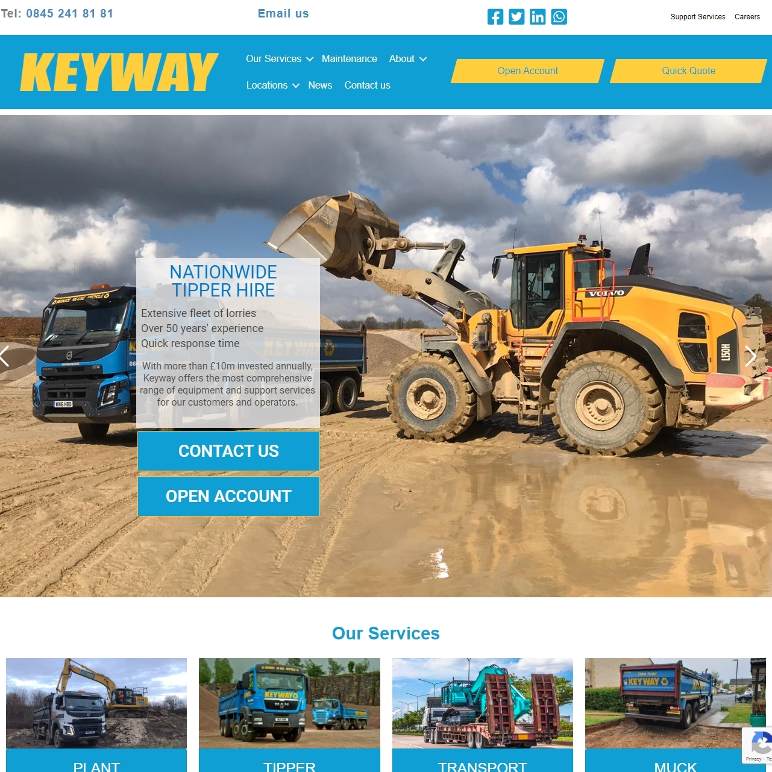 Tel: 0845 241 81 81
Email us
Support Services
Careers
KEYWAY
Our Services
Maintenance
About
Locations
News
Contact us
Open Account
Quick Quote
NATIONWIDE
TIPPER HIRE
Extensive fleet of lorries
Over 50 years' experience
Quick response time
With more than £10m invested annually,
Keyway offers the most comprehensive
range of equipment and support services
for our customers and operators.
CONTACT US
OPEN ACCOUNT
VOLVO
L150H
Our Services
KEYWAY
MAN
KEYWAY
PLANT
TIPPER
TRANSPORT
MUCK
Privacy